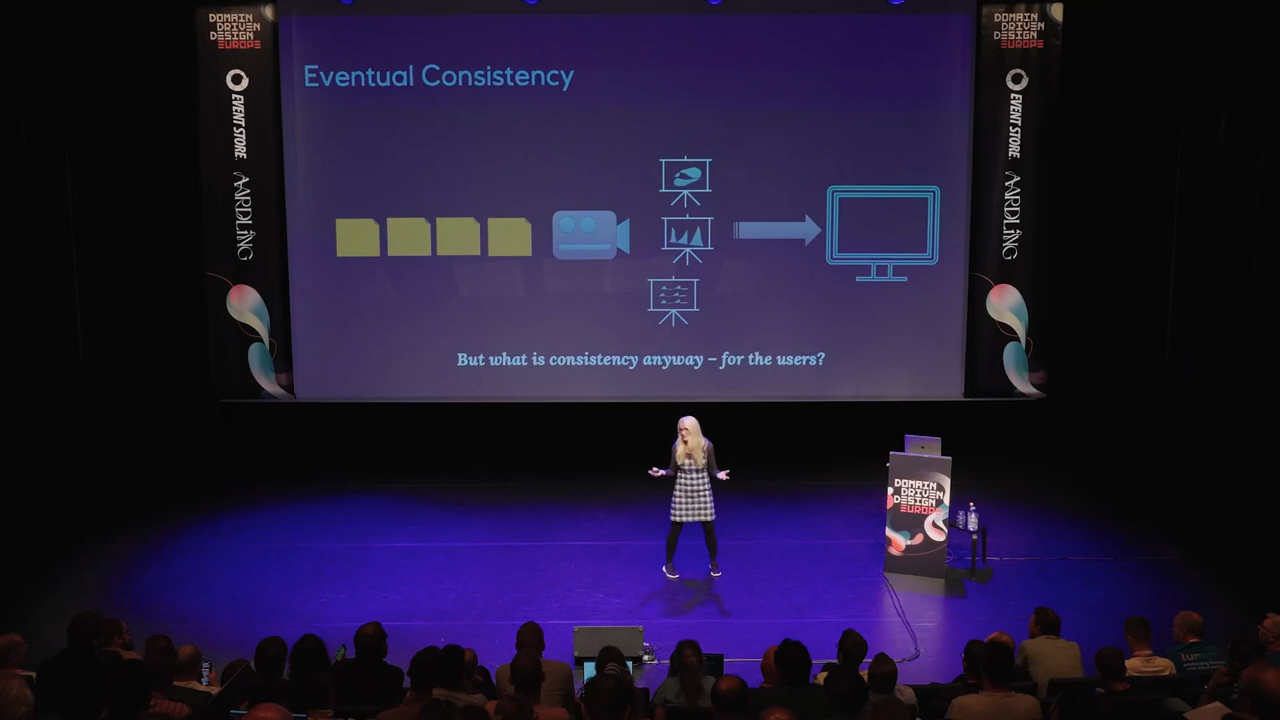 DOMAIN
DRIVEN
DESIGN
EUROPE
EVENT STORE.
AARDLING
Eventual Consistency
But what is consistency anyway – for the users?
DOMAIN
DRIVEN
DESIGN
EUROPE
EVENT STORE.
AARDLING
DOMAIN
DRIVEN
DESIGN
EUROPE